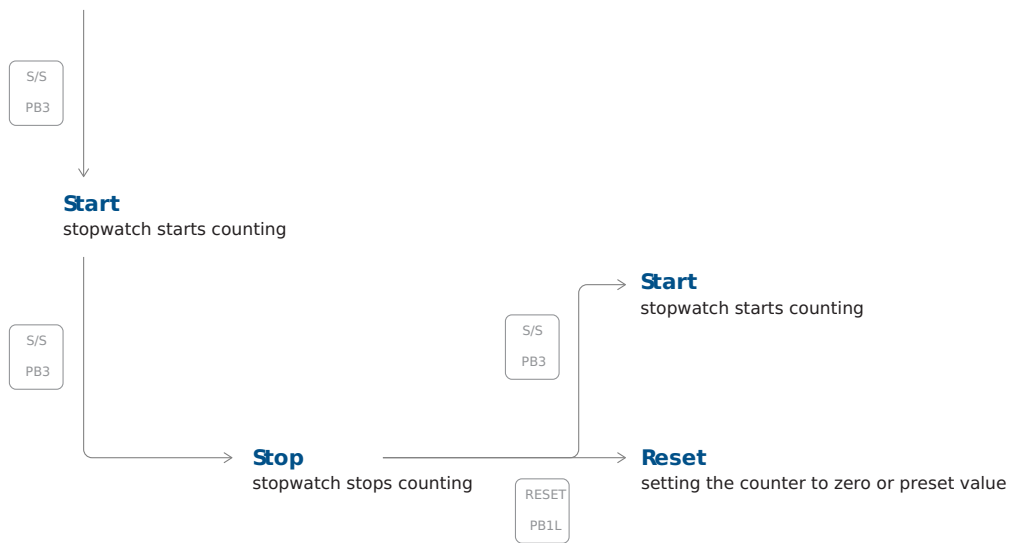 S/S
PB3
Start
stopwatch starts counting
S/S
PB3
Stop
stopwatch stops counting
S/S
PB3
Start
stopwatch starts counting
RESET
PB1L
Reset
setting the counter to zero or preset value